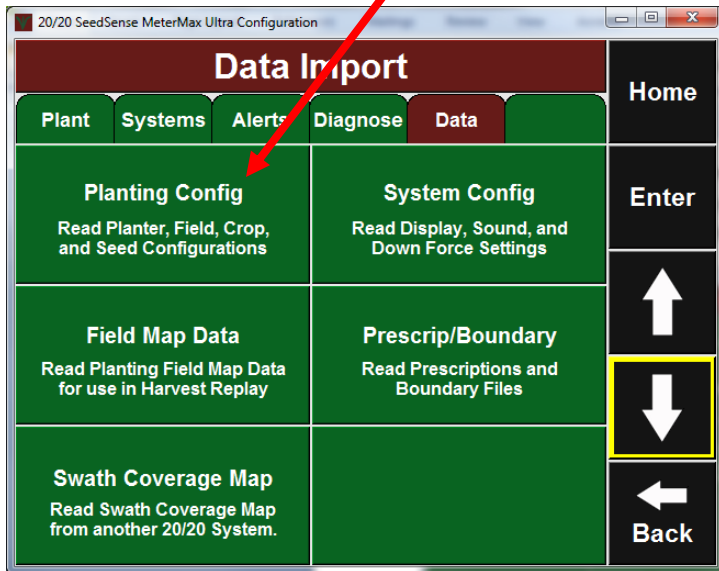 20/20 SeedSense MeterMax Ultra Configuration
Data Import
Home
Plant
Systems
Alerts
Diagnose
Data
Planting Config
Read Planter, Field, Crop,
and Seed Configurations
System Config
Read Display, Sound, and
Down Force Settings
Enter
Field Map Data
Read Planting Field Map Data
for use in Harvest Replay
Prescrip/Boundary
Read Prescriptions and
Boundary Files
Swath Coverage Map
Read Swath Coverage Map
from another 20/20 System.
Back